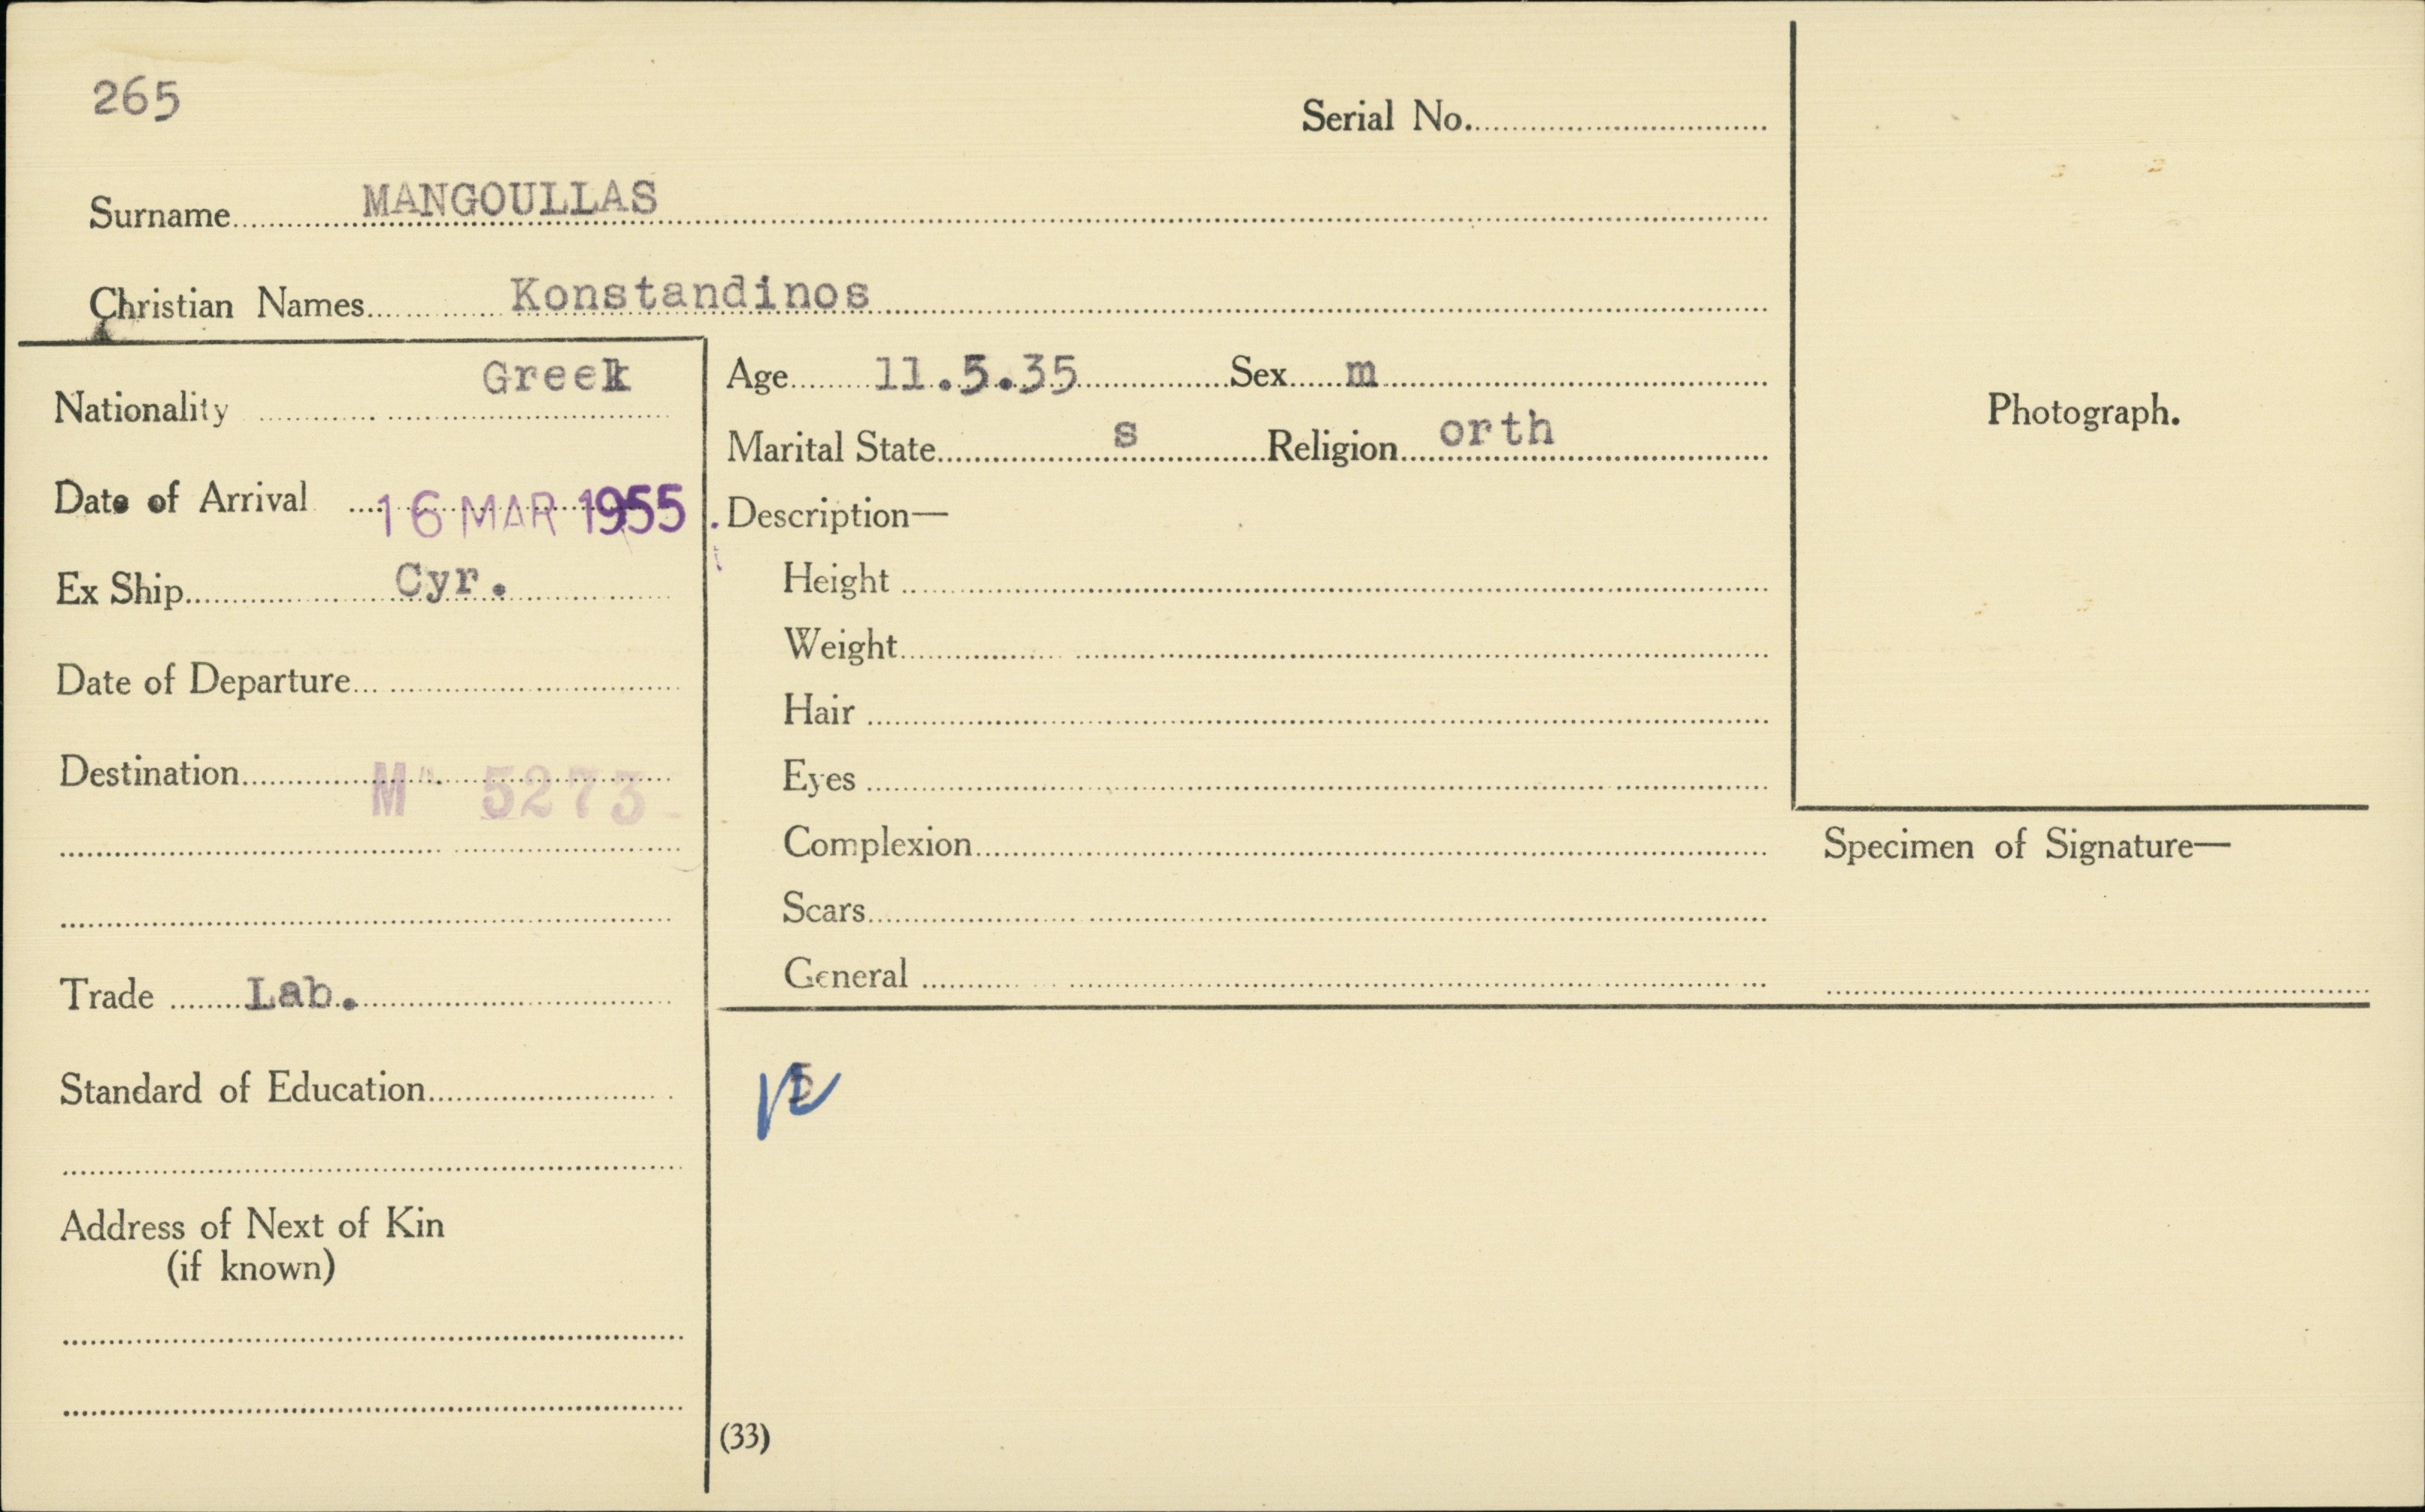 265
Serial No.
Surname MANGOULLAS
Christian Names Konstandinos
Nationality Greek
Date of Arrival 16 MAR 1955
Ex Ship Cyr.
Date of Departure
Destination M 5273
Trade Lab.
Standard of Education
Address of Next of Kin
(if known)
Age 11.5.35 Sex m
Marital State s Religion orth
Description—
Height
Weight
Hair
Eyes
Complexion
Scars
General
5
(33)
Photograph.
Specimen of Signature—